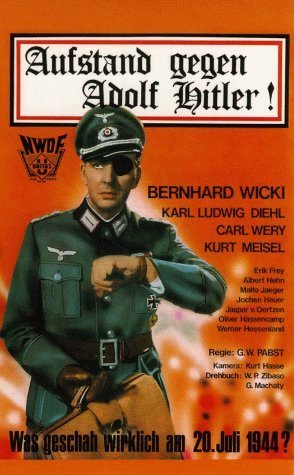 Aufstand gegen
Adolf Hitler!
NWDF
UNITAS
BERNHARD WICKI
KARL LUDWIG DIEHL
CARL WERY
KURT MEISEL
Erik Frey
Albert Hehn
Malte Jaeger
Jochen Hauer
Jaspar v. Oertzen
Oliver Hassencamp
Werner Hessenland
Regie: G.W. PABST
Kamera: Kurt Hasse
Drehbuch: W. P. Zibaso
G. Machaty
Was geschah wirklich am 20. Juli 1944?